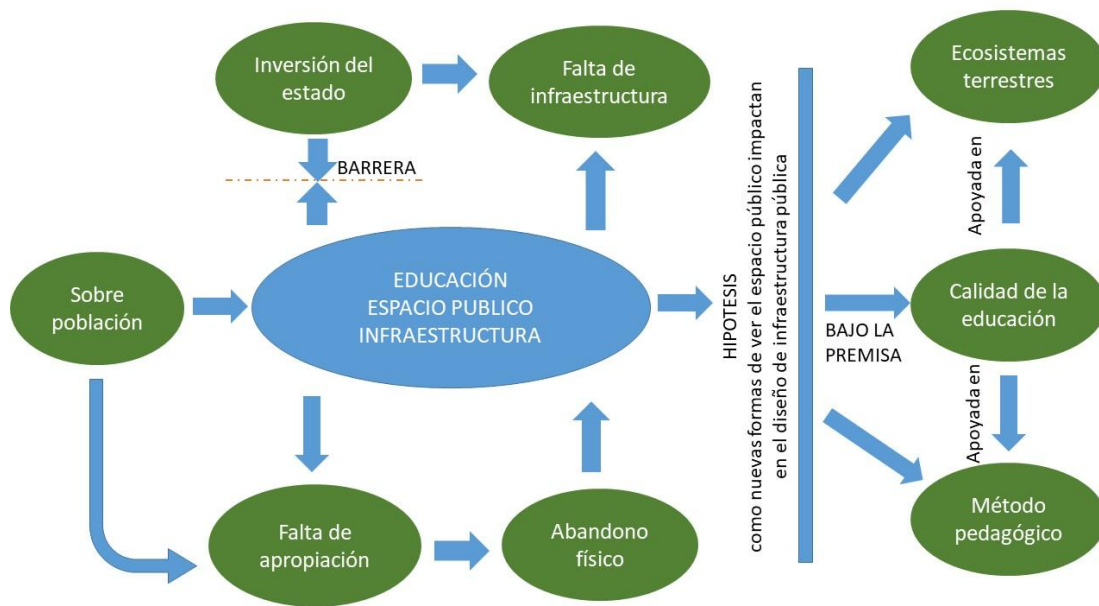 Inversión del
estado
Falta de
infraestructura
BARRERA
Sobre
población
EDUCACIÓN
ESPACIO PUBLICO
INFRAESTRUCTURA
Falta de
apropiación
Abandono
físico
HIPOTESIS
como nuevas formas de ver el espacio público impactan
en el diseño de infraestructura pública
BAJO LA
PREMISA
Ecosistemas
terrestres
Apoyada en
Calidad de la
educación
Apoyada en
Método
pedagógico